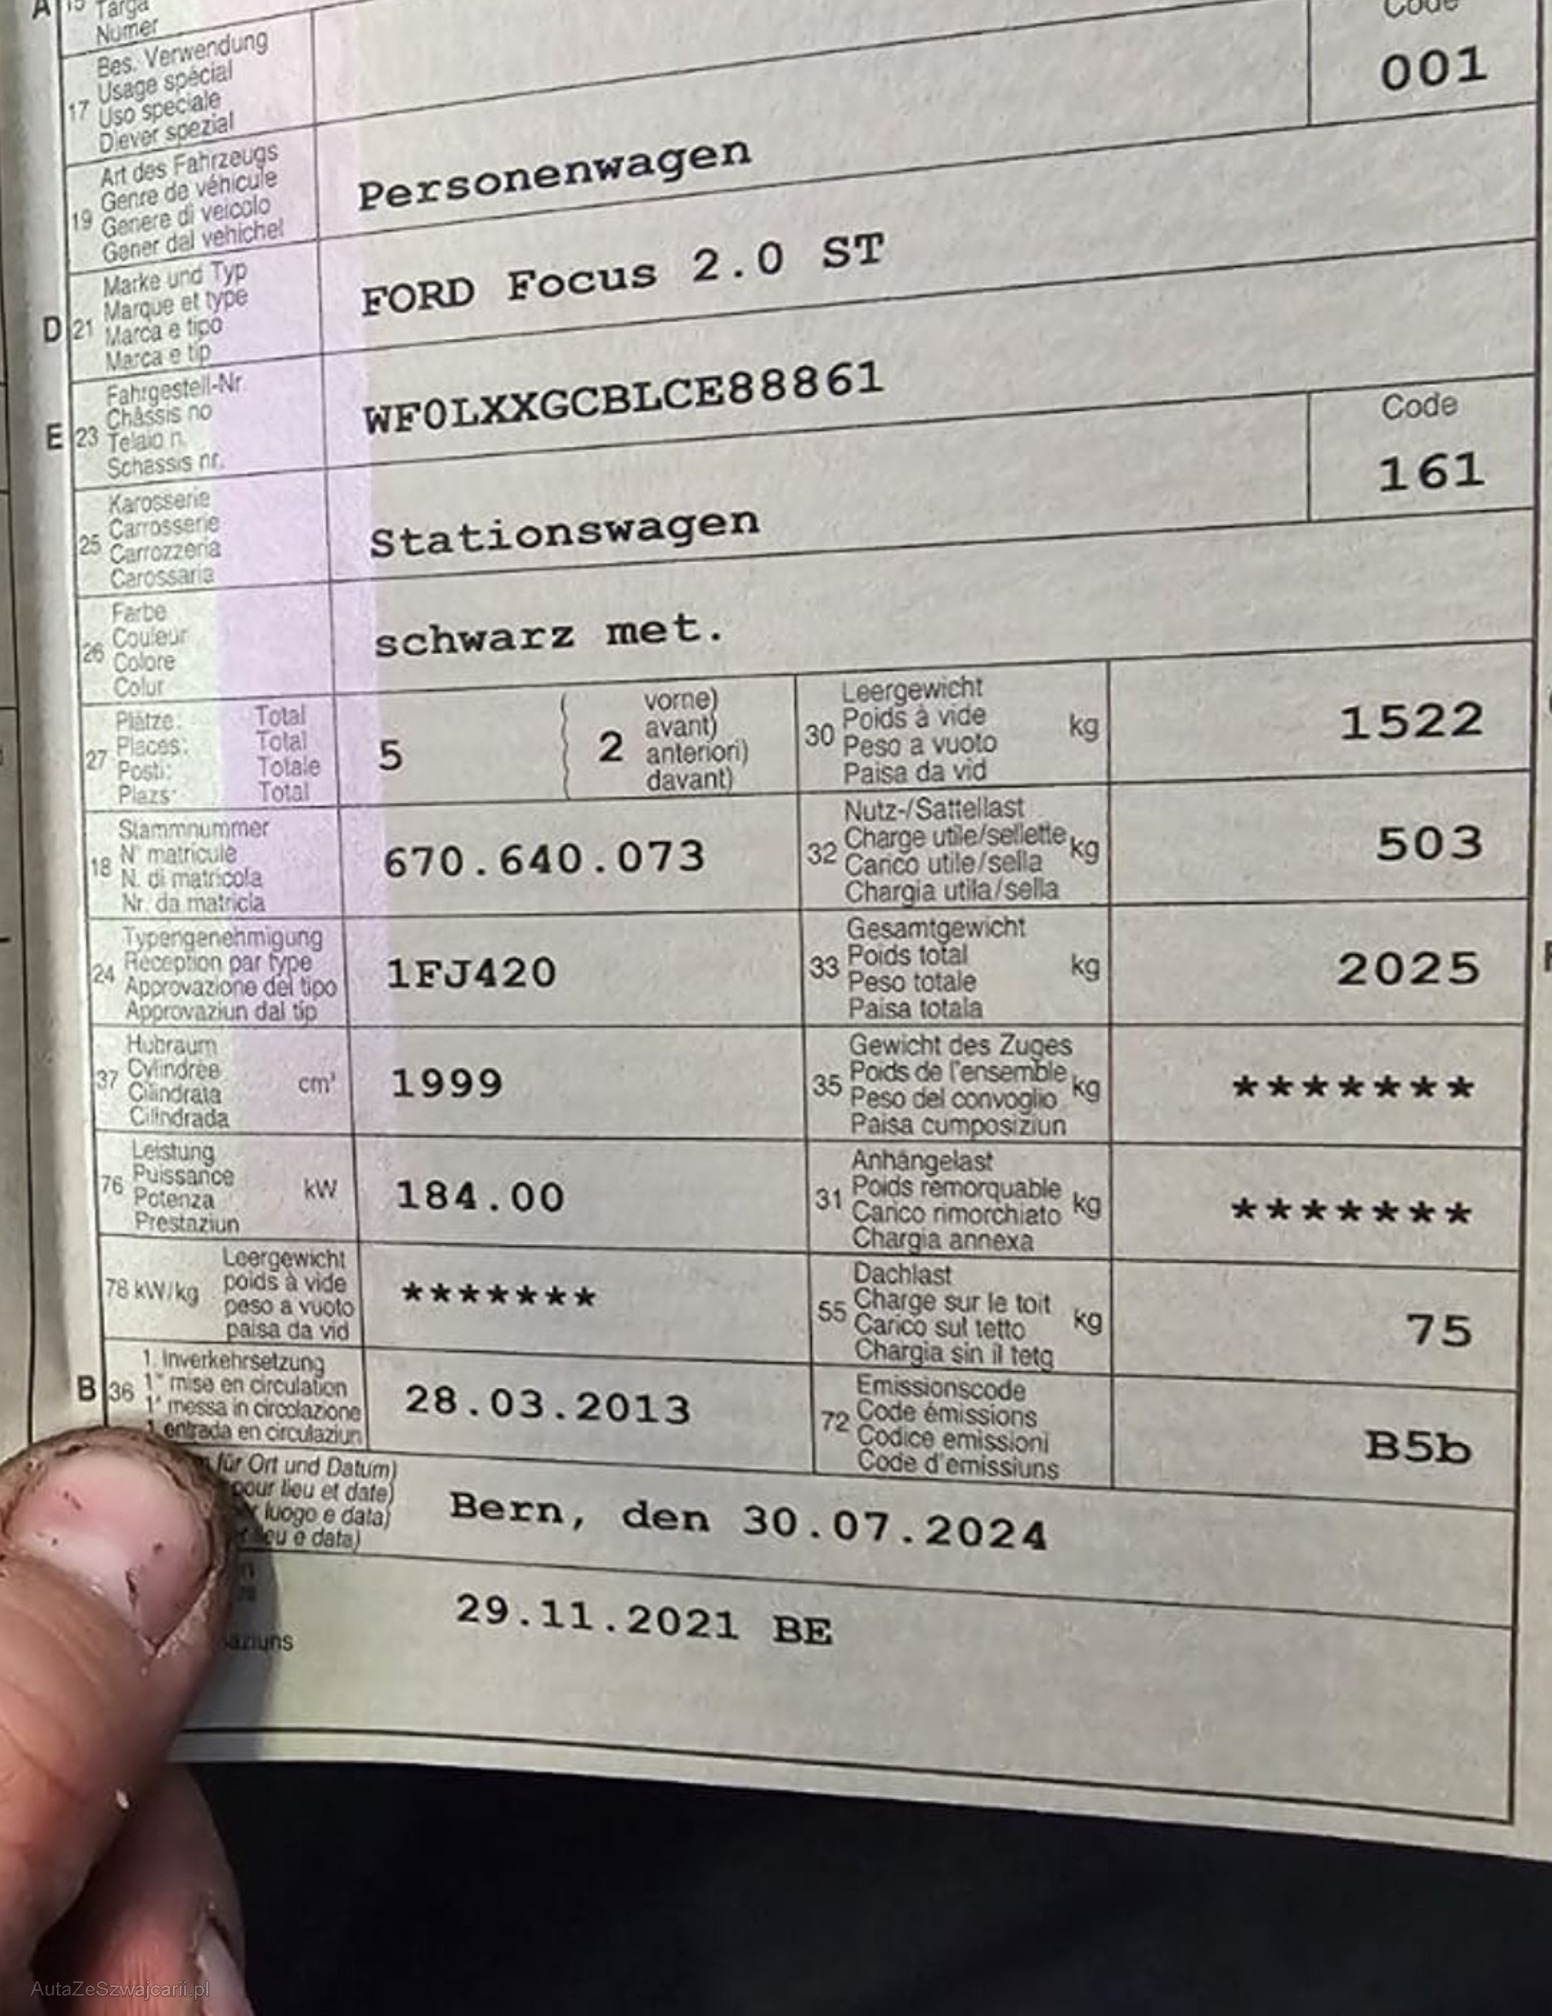 A 15 Targa
Numer
Code
17 Bes. Verwendung
Usage spécial
Uso speciale
Diever spezial
001
19 Art des Fahrzeugs
Genre de véhicule
Genere di veicolo
Gener dal vehichel
Personenwagen
D 21 Marke und Typ
Marque et type
Marca e tipo
Marca e tip
FORD Focus 2.0 ST
E 23 Fahrgestell-Nr
Châssis no
Telaio n.
Schassis nr.
WF0LXXGCBLCE88861
25 Karosserie
Carrosserie
Carrozzeria
Carossaria
Stationswagen
Code
161
26 Farbe
Couleur
Colore
Colur
schwarz met.
27 Plätze: Total
Places: Total
Posti: Totale
Plazs: Total
5
2 vorne)
avant)
anteriori)
davant)
30 Leergewicht
Poids à vide
Peso a vuoto
Paisa da vid
kg
1522
18 Stammnummer
N° matricule
N. di matricola
Nr. da matricla
670.640.073
32 Nutz-/Sattellast
Charge utile/sellette
Carico utile/sella
Chargia utila/sella
kg
503
24 Typengenehmigung
Réception par type
Approvazione del tipo
Approvaziun dal tip
1FJ420
33 Gesamtgewicht
Poids total
Peso totale
Paisa totala
kg
2025
37 Hubraum
Cylindrée
Cilindrata
Cilindrada
cm³
1999
35 Gewicht des Zuges
Poids de l'ensemble
Peso del convoglio
Paisa cumposiziun
kg
*******
76 Leistung
Puissance
Potenza
Prestaziun
kW
184.00
31 Anhängelast
Poids remorquable
Carico rimorchiato
Chargia annexa
kg
*******
78 kW/kg Leergewicht
poids à vide
peso a vuoto
paisa da vid
*******
55 Dachlast
Charge sur le toit
Carico sul tetto
Chargia sin il tetg
kg
75
B 36 1. Inverkehrsetzung
1re mise en circulation
1a messa in circolazione
1. entrada en circulaziun
28.03.2013
72 Emissionscode
Code émissions
Codice emissioni
Code d'emissiuns
B5b
für Ort und Datum)
pour lieu et date)
luogo e data)
lieu e data)
Bern, den 30.07.2024
29.11.2021 BE
AutaZeSzwajcarii.pl